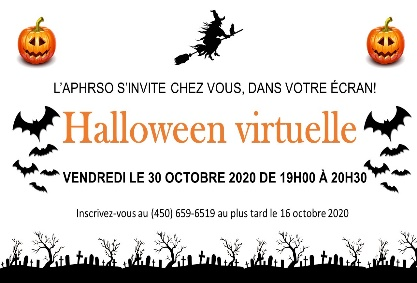 L'APHRSO S'INVITE CHEZ VOUS, DANS VOTRE ÉCRAN!
Halloween virtuelle
VENDREDI LE 30 OCTOBRE 2020 DE 19H00 À 20H30
Inscrivez-vous au (450) 659-6519 au plus tard le 16 octobre 2020